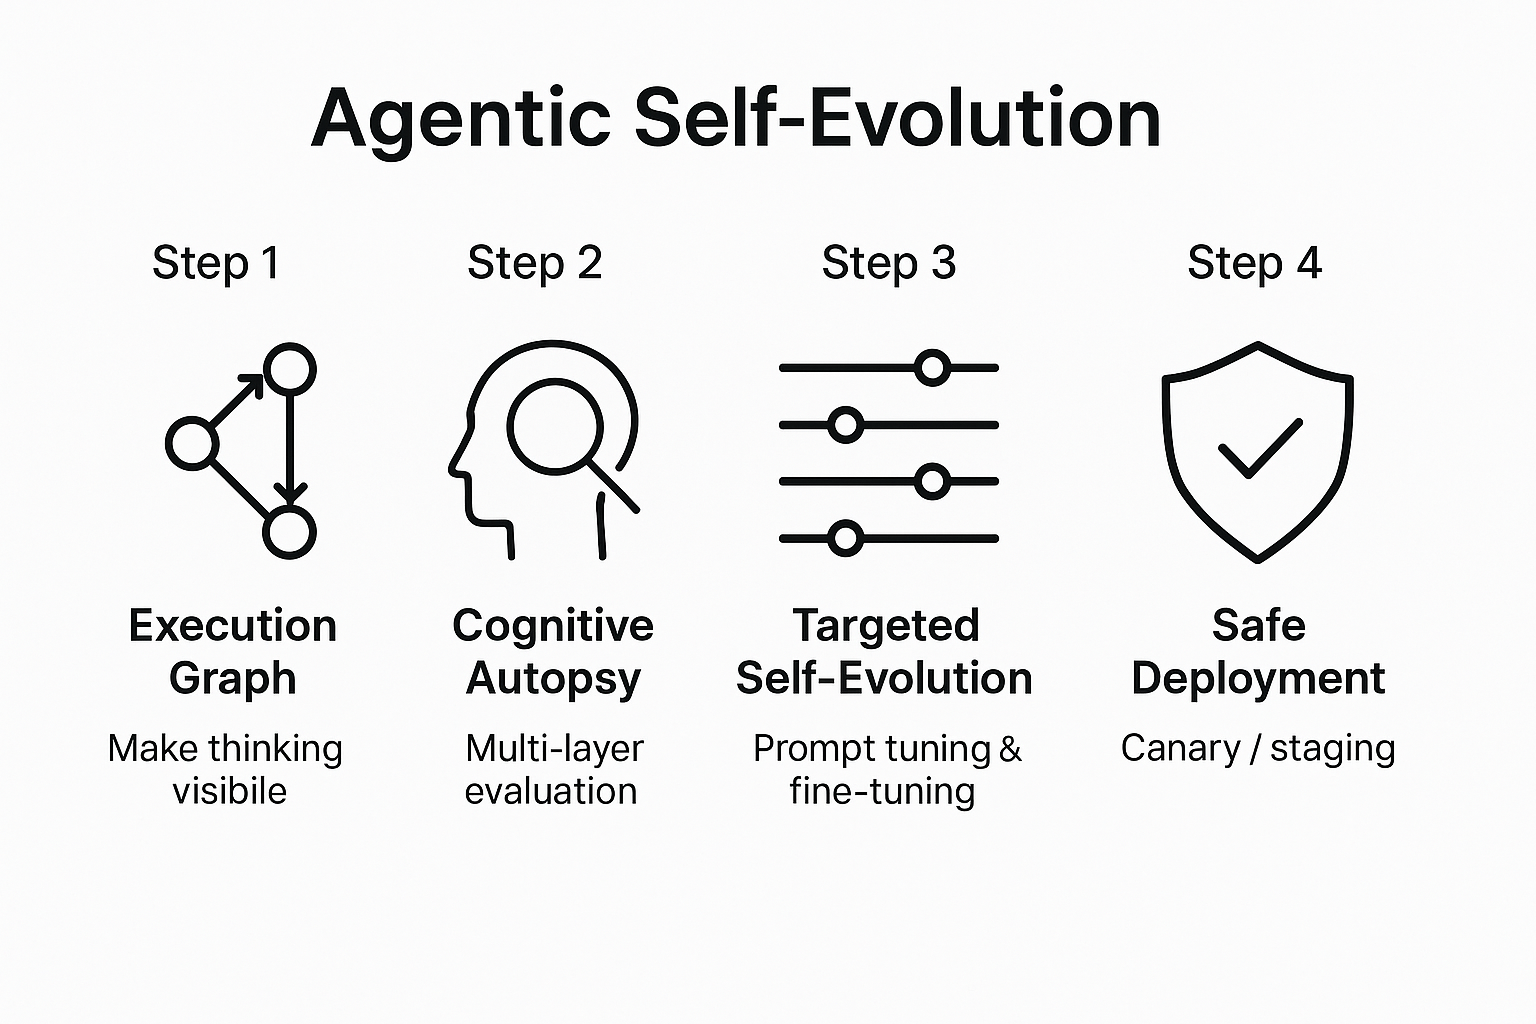 Agentic Self-Evolution
Step 1
Execution
Graph
Make thinking
visibile
Step 2
Cognitive
Autopsy
Multi-layer
evaluation
Step 3
Targeted
Self-Evolution
Prompt tuning &
fine-tuning
Step 4
Safe
Deployment
Canary / staging